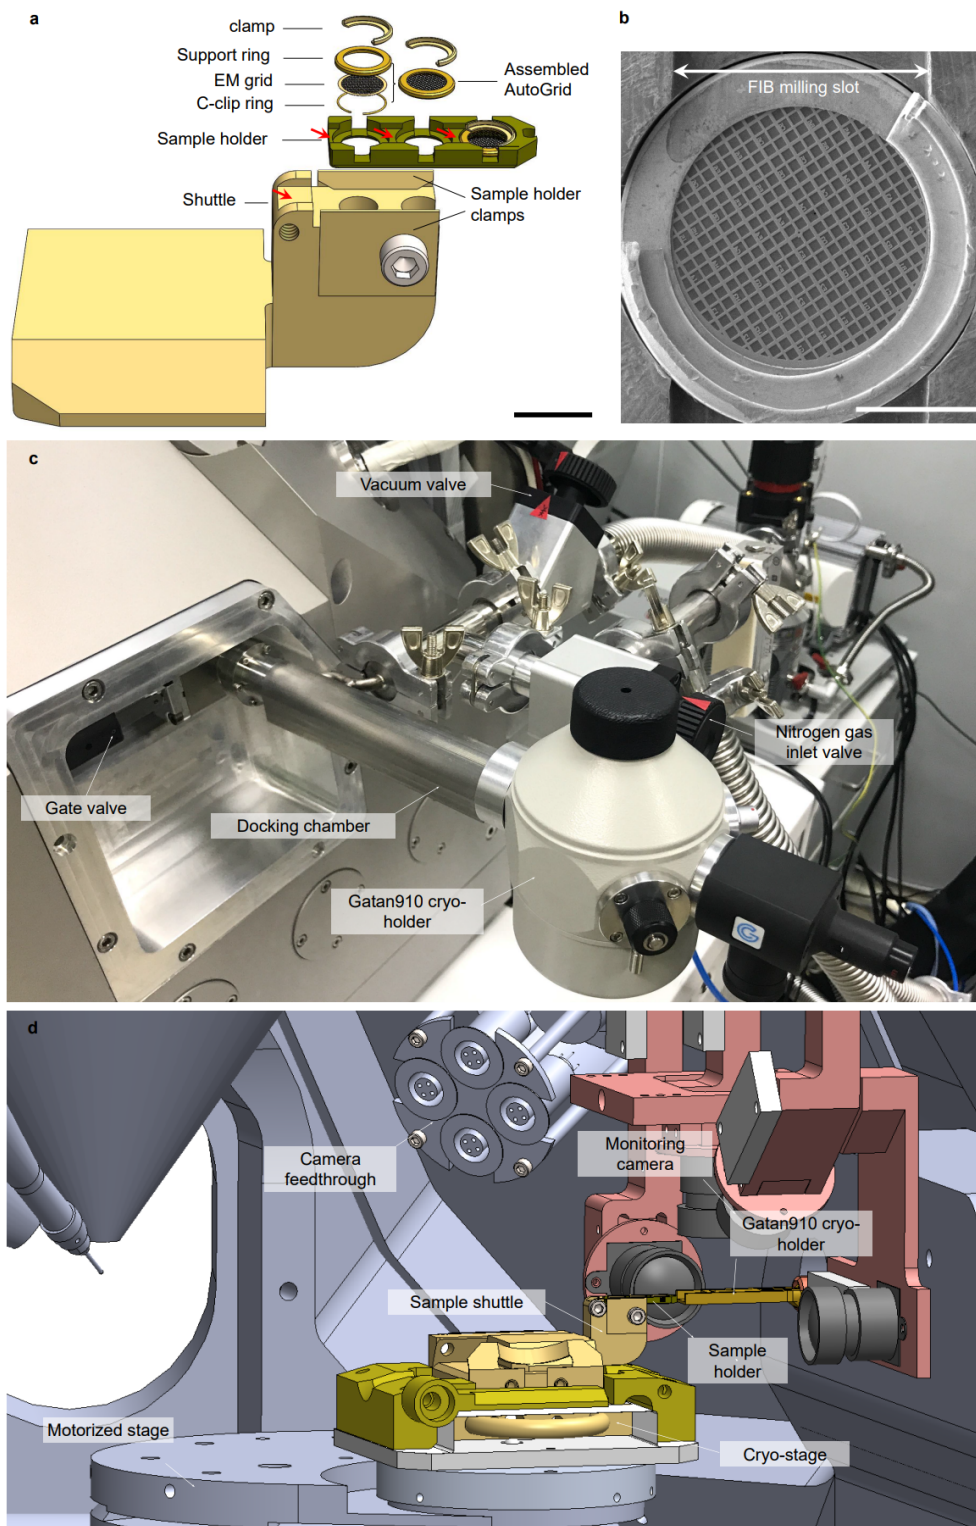 a
clamp
Support ring
EM grid
C-clip ring
Assembled
AutoGrid
Sample holder
Shuttle
Sample holder
clamps
b
FIB milling slot
c
Vacuum valve
Nitrogen gas
inlet valve
Gate valve
Docking chamber
Gatan910 cryo-
holder
d
Camera
feedthrough
Monitoring
camera
Gatan910 cryo-
holder
Sample shuttle
Sample
holder
Motorized stage
Cryo-stage